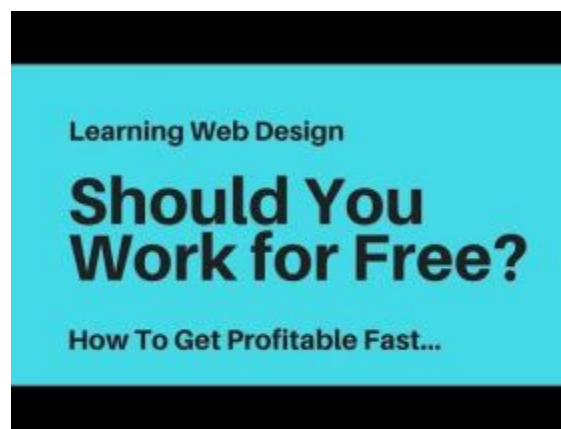 Learning Web Design
Should You
Work for Free?
How To Get Profitable Fast...